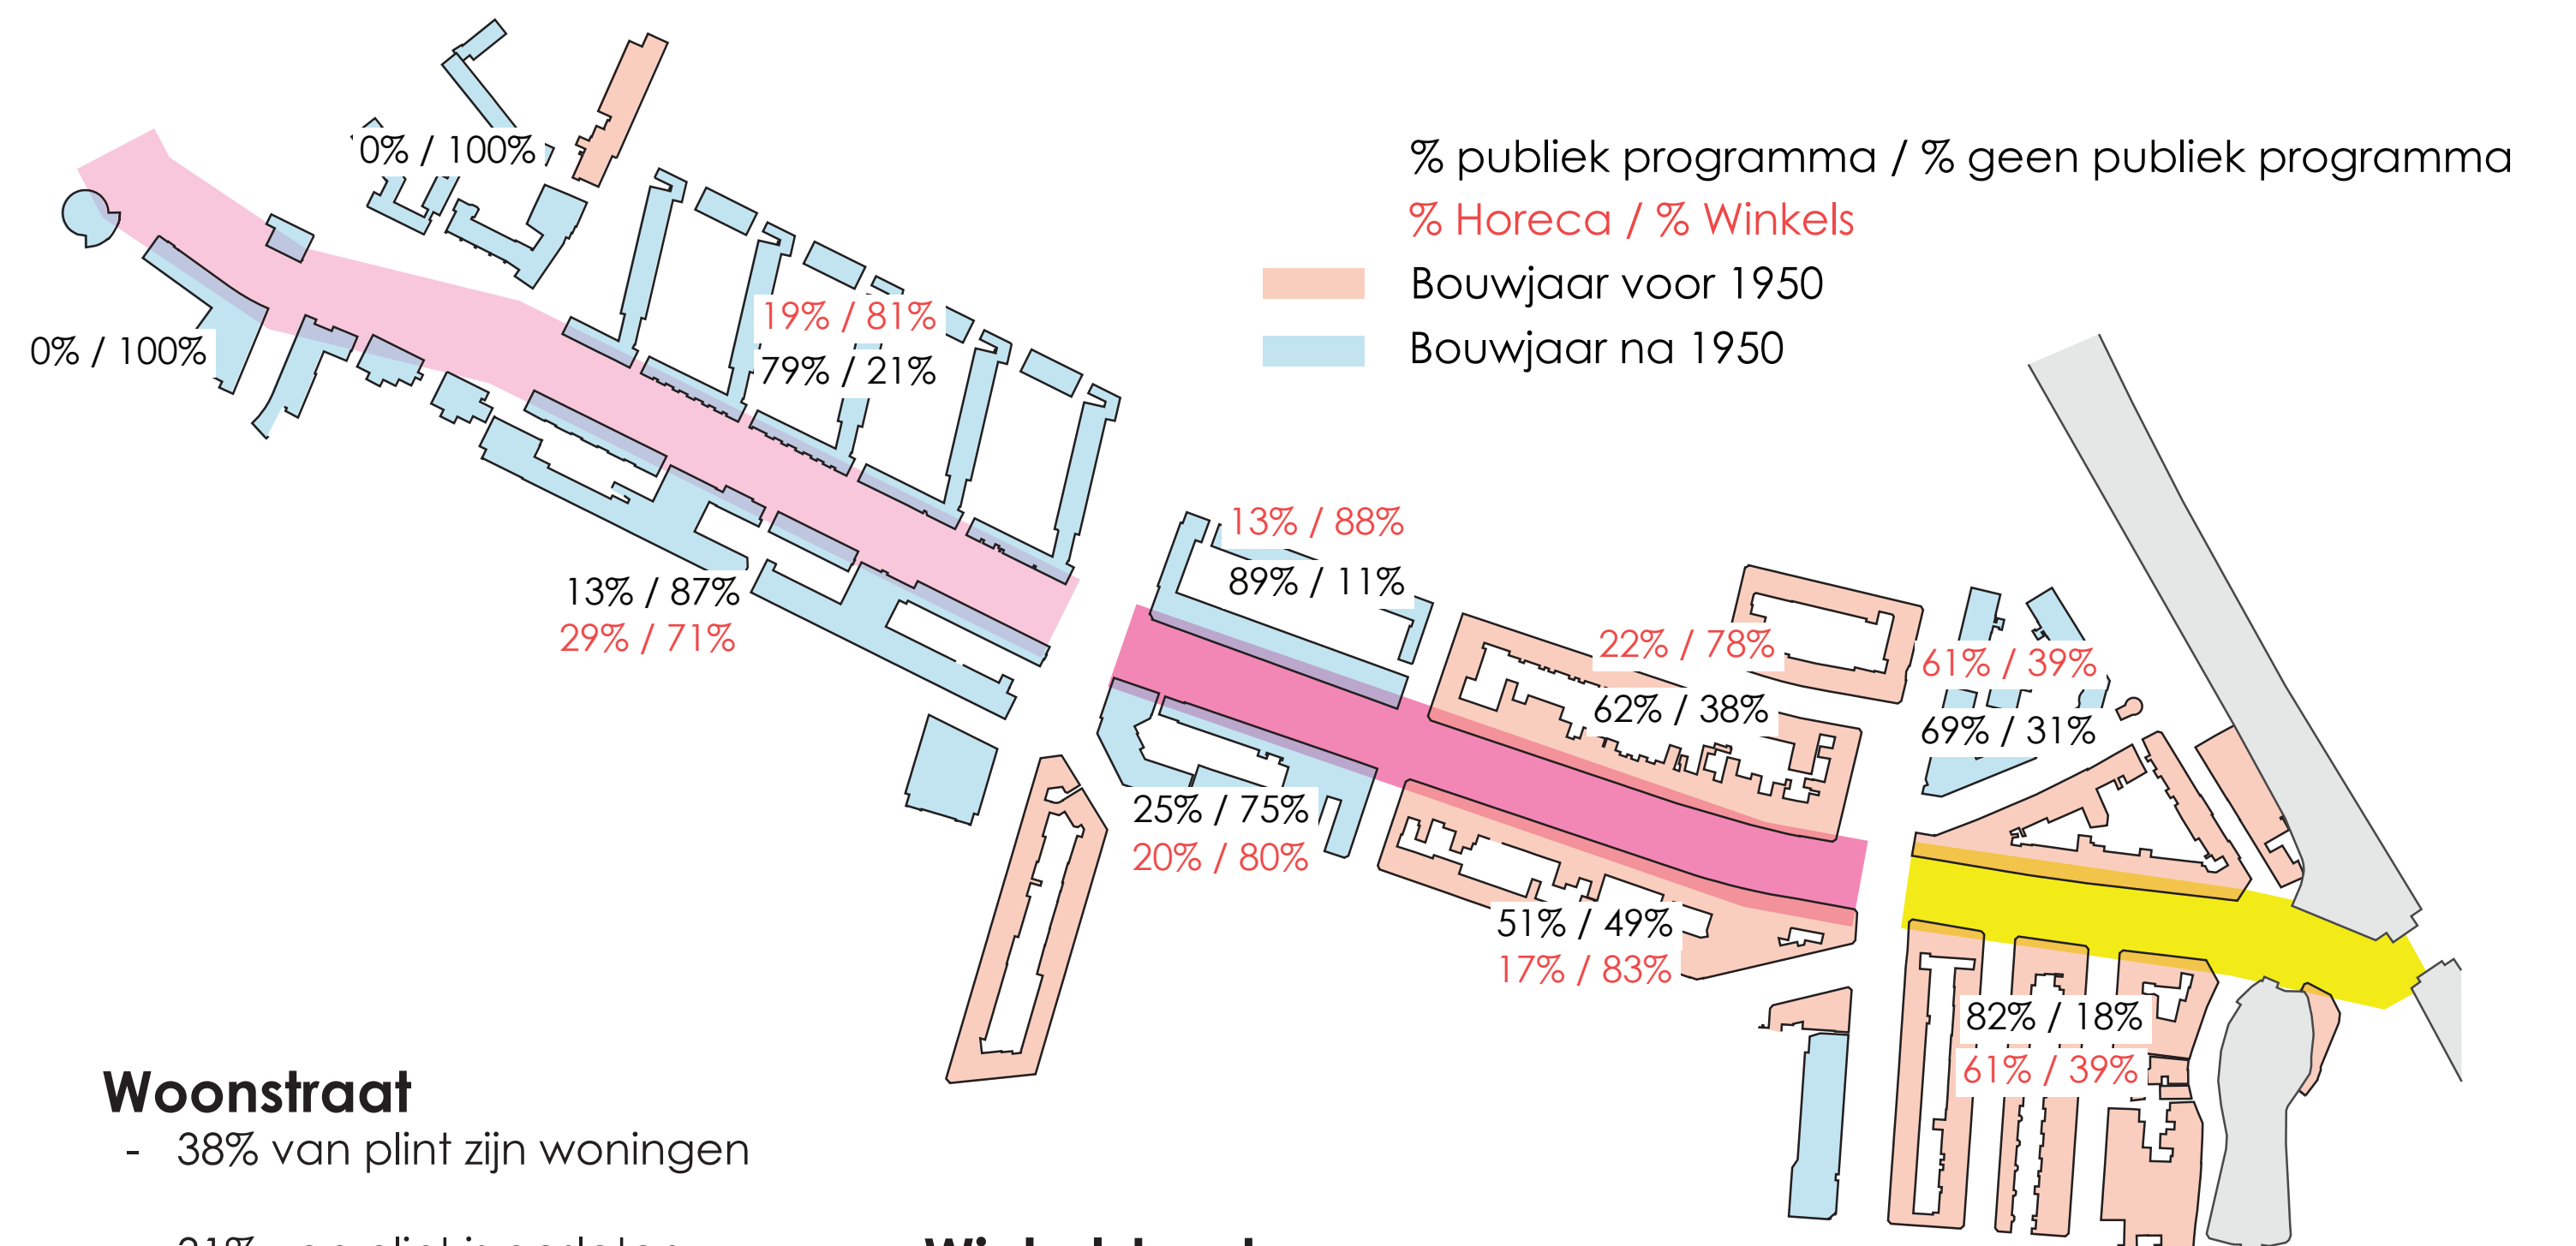 0% / 100%
% publiek programma / % geen publiek programma
% Horeca / % Winkels
Bouwjaar voor 1950
Bouwjaar na 1950
19% / 81%
79% / 21%
0% / 100%
13% / 88%
89% / 11%
13% / 87%
29% / 71%
22% / 78%
62% / 38%
61% / 39%
69% / 31%
25% / 75%
20% / 80%
51% / 49%
17% / 83%
82% / 18%
61% / 39%
Woonstraat
- 38% van plint zijn woningen